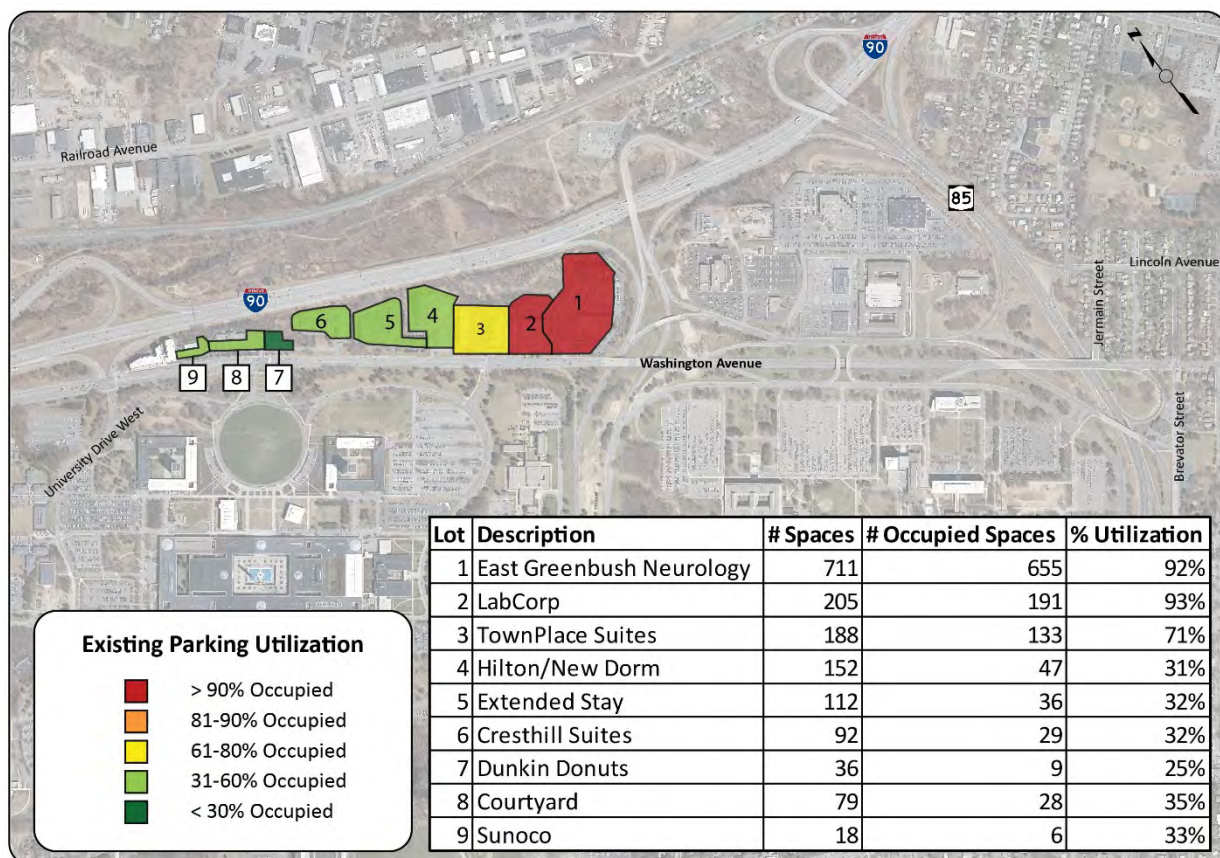 90
N
Railroad Avenue
85
Lincoln Avenue
Jermain Street
90
1
2
3
4
5
6
9
8
7
Washington Avenue
University Drive West
Brevator Street
Lot Description # Spaces # Occupied Spaces % Utilization
1 East Greenbush Neurology 711 655 92%
2 LabCorp 205 191 93%
3 TownPlace Suites 188 133 71%
4 Hilton/New Dorm 152 47 31%
5 Extended Stay 112 36 32%
6 Cresthill Suites 92 29 32%
7 Dunkin Donuts 36 9 25%
8 Courtyard 79 28 35%
9 Sunoco 18 6 33%
Existing Parking Utilization
> 90% Occupied
81-90% Occupied
61-80% Occupied
31-60% Occupied
< 30% Occupied